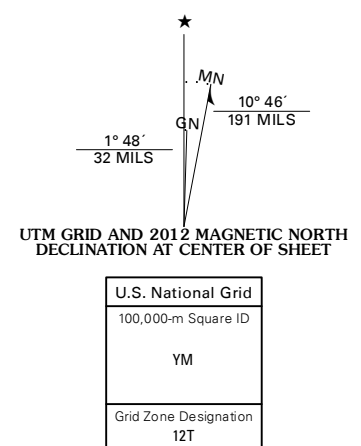 ★
MN
GN
10° 46´
191 MILS
1° 48´
32 MILS
UTM GRID AND 2012 MAGNETIC NORTH
DECLINATION AT CENTER OF SHEET
U.S. National Grid
100,000-m Square ID
YM
Grid Zone Designation
12T